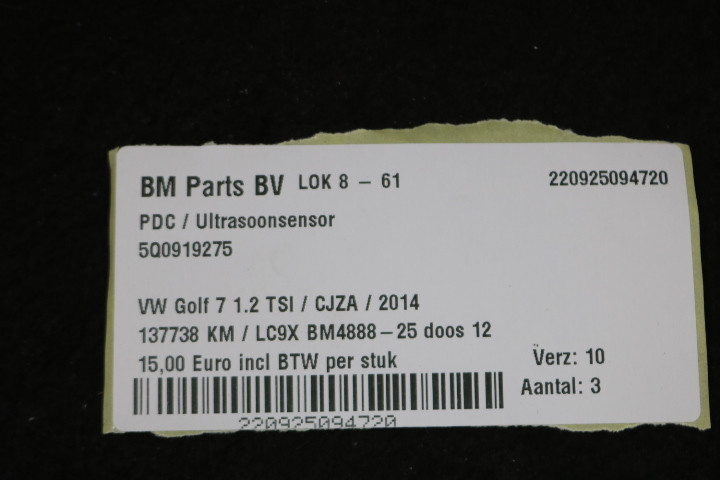 BM Parts BV LOK 8 - 61 220925094720
PDC / Ultrasoonsensor
5Q0919275
VW Golf 7 1.2 TSI / CJZA / 2014
137738 KM / LC9X BM4888-25 doos 12
15,00 Euro incl BTW per stuk Verz: 10
Aantal: 3
220925094720